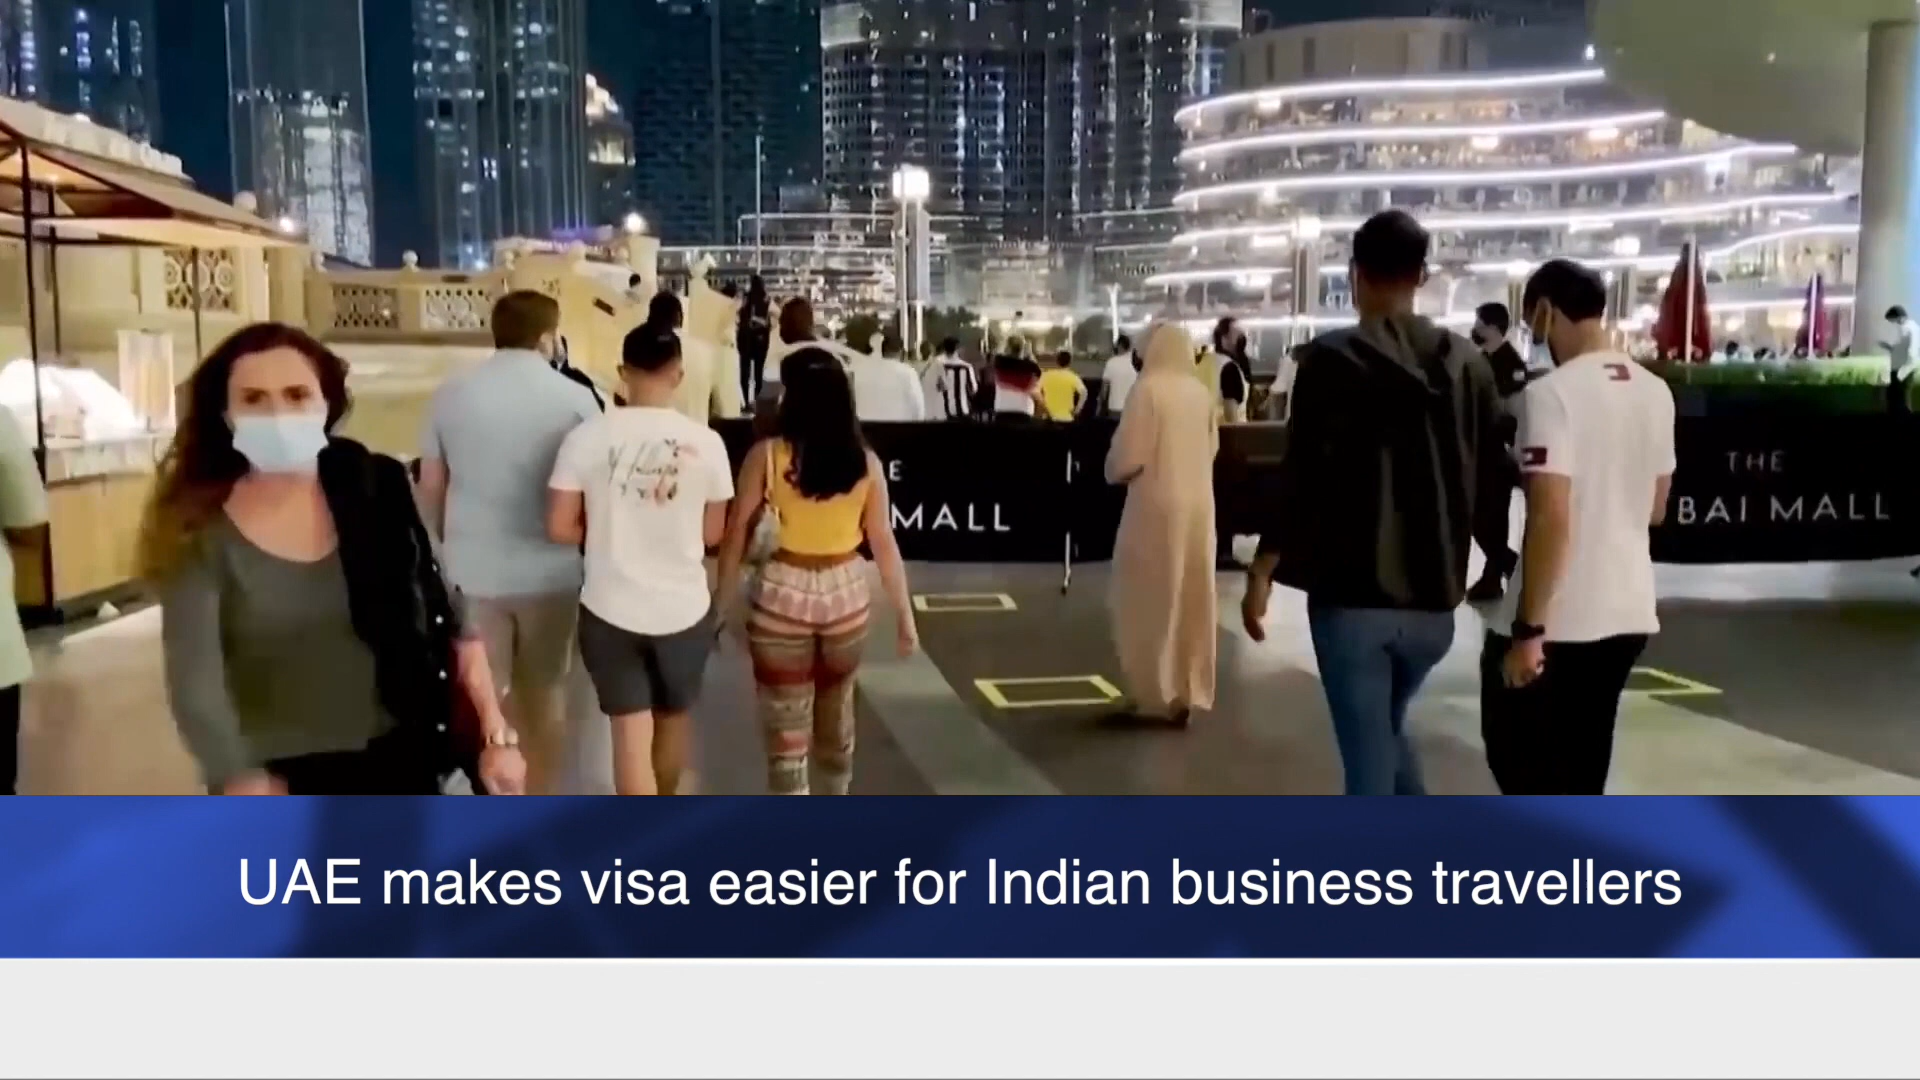 E
MALL
THE
BAI MALL
UAE makes visa easier for Indian business travellers